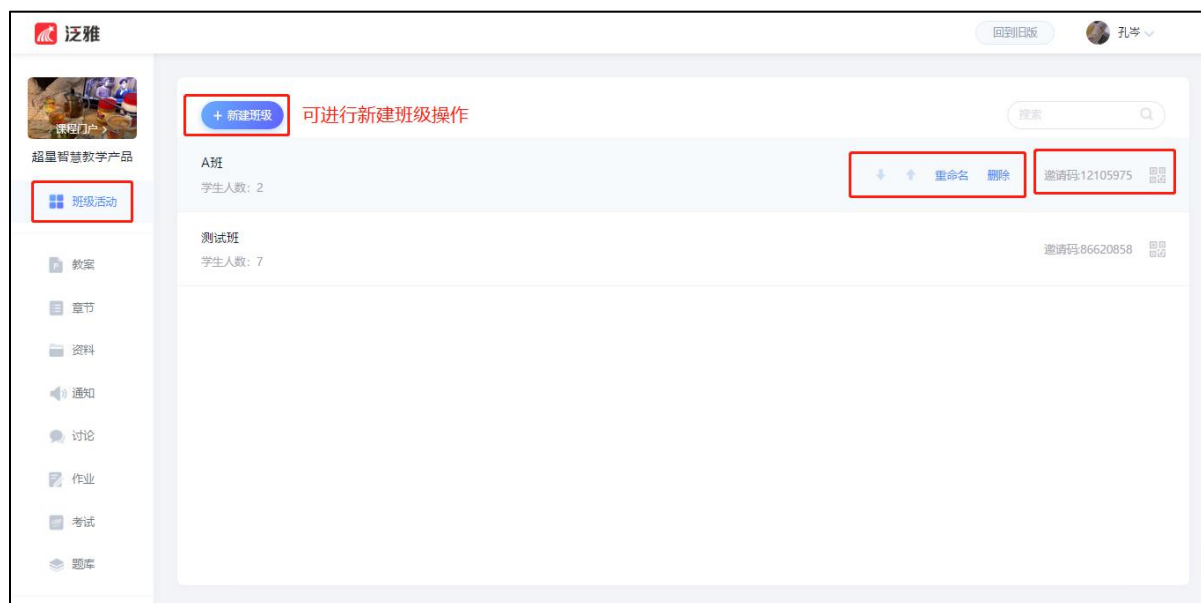 泛雅
回到旧版
孔岑
课程门户 >
超星智慧教学产品
班级活动
教案
章节
资料
通知
讨论
作业
考试
题库
+ 新建班级
可进行新建班级操作
搜索
A班
学生人数: 2
重命名 删除
邀请码:12105975
测试班
学生人数: 7
邀请码:86620858